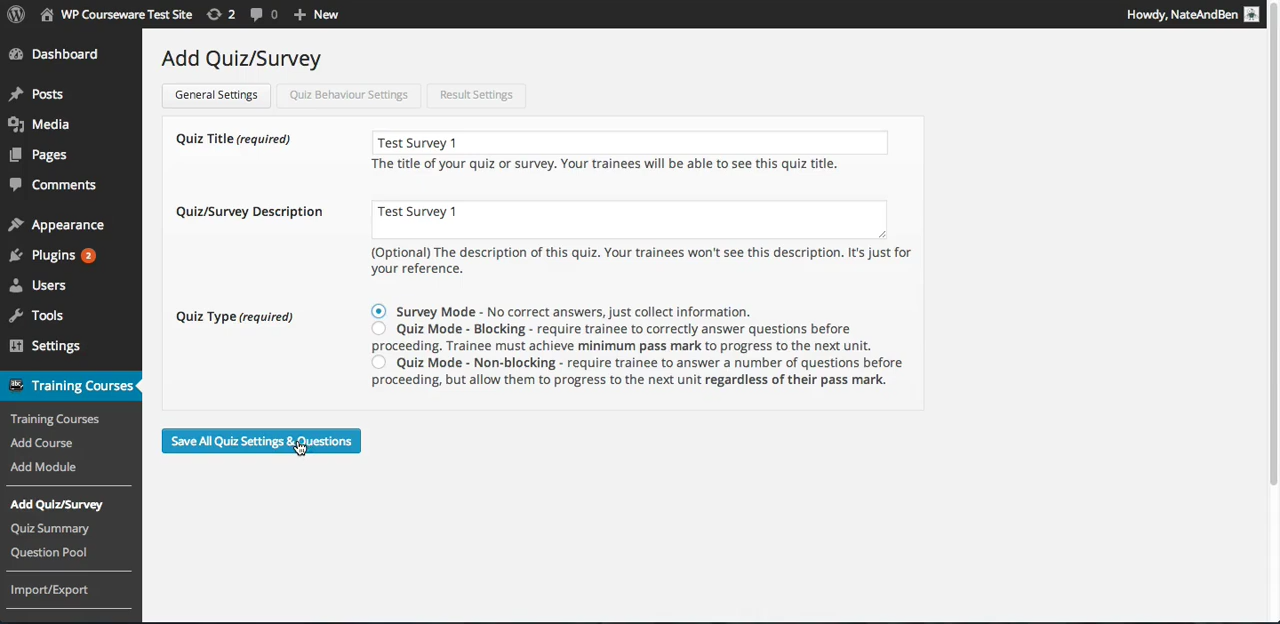 WP Courseware Test Site 2 0 New Howdy, NateAndBen
Dashboard
Posts
Media
Pages
Comments
Appearance
Plugins 2
Users
Tools
Settings
Training Courses
Training Courses
Add Course
Add Module
Add Quiz/Survey
Quiz Summary
Question Pool
Import/Export
Add Quiz/Survey
General Settings Quiz Behaviour Settings Result Settings
Quiz Title (required) Test Survey 1
The title of your quiz or survey. Your trainees will be able to see this quiz title.
Quiz/Survey Description Test Survey 1
(Optional) The description of this quiz. Your trainees won't see this description. It's just for
your reference.
Quiz Type (required) Survey Mode - No correct answers, just collect information.
Quiz Mode - Blocking - require trainee to correctly answer questions before
proceeding. Trainee must achieve minimum pass mark to progress to the next unit.
Quiz Mode - Non-blocking - require trainee to answer a number of questions before
proceeding, but allow them to progress to the next unit regardless of their pass mark.
Save All Quiz Settings & Questions